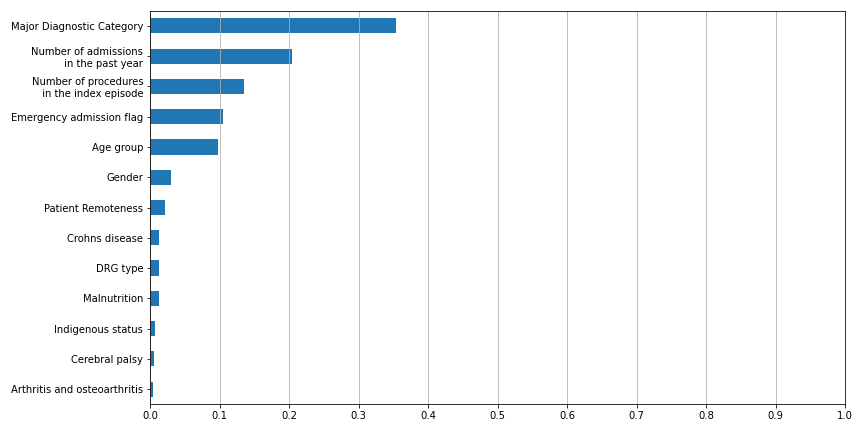 Major Diagnostic Category
Number of admissions
in the past year
Number of procedures
in the index episode
Emergency admission flag
Age group
Gender
Patient Remoteness
Crohns disease
DRG type
Malnutrition
Indigenous status
Cerebral palsy
Arthritis and osteoarthritis
0.0 0.1 0.2 0.3 0.4 0.5 0.6 0.7 0.8 0.9 1.0